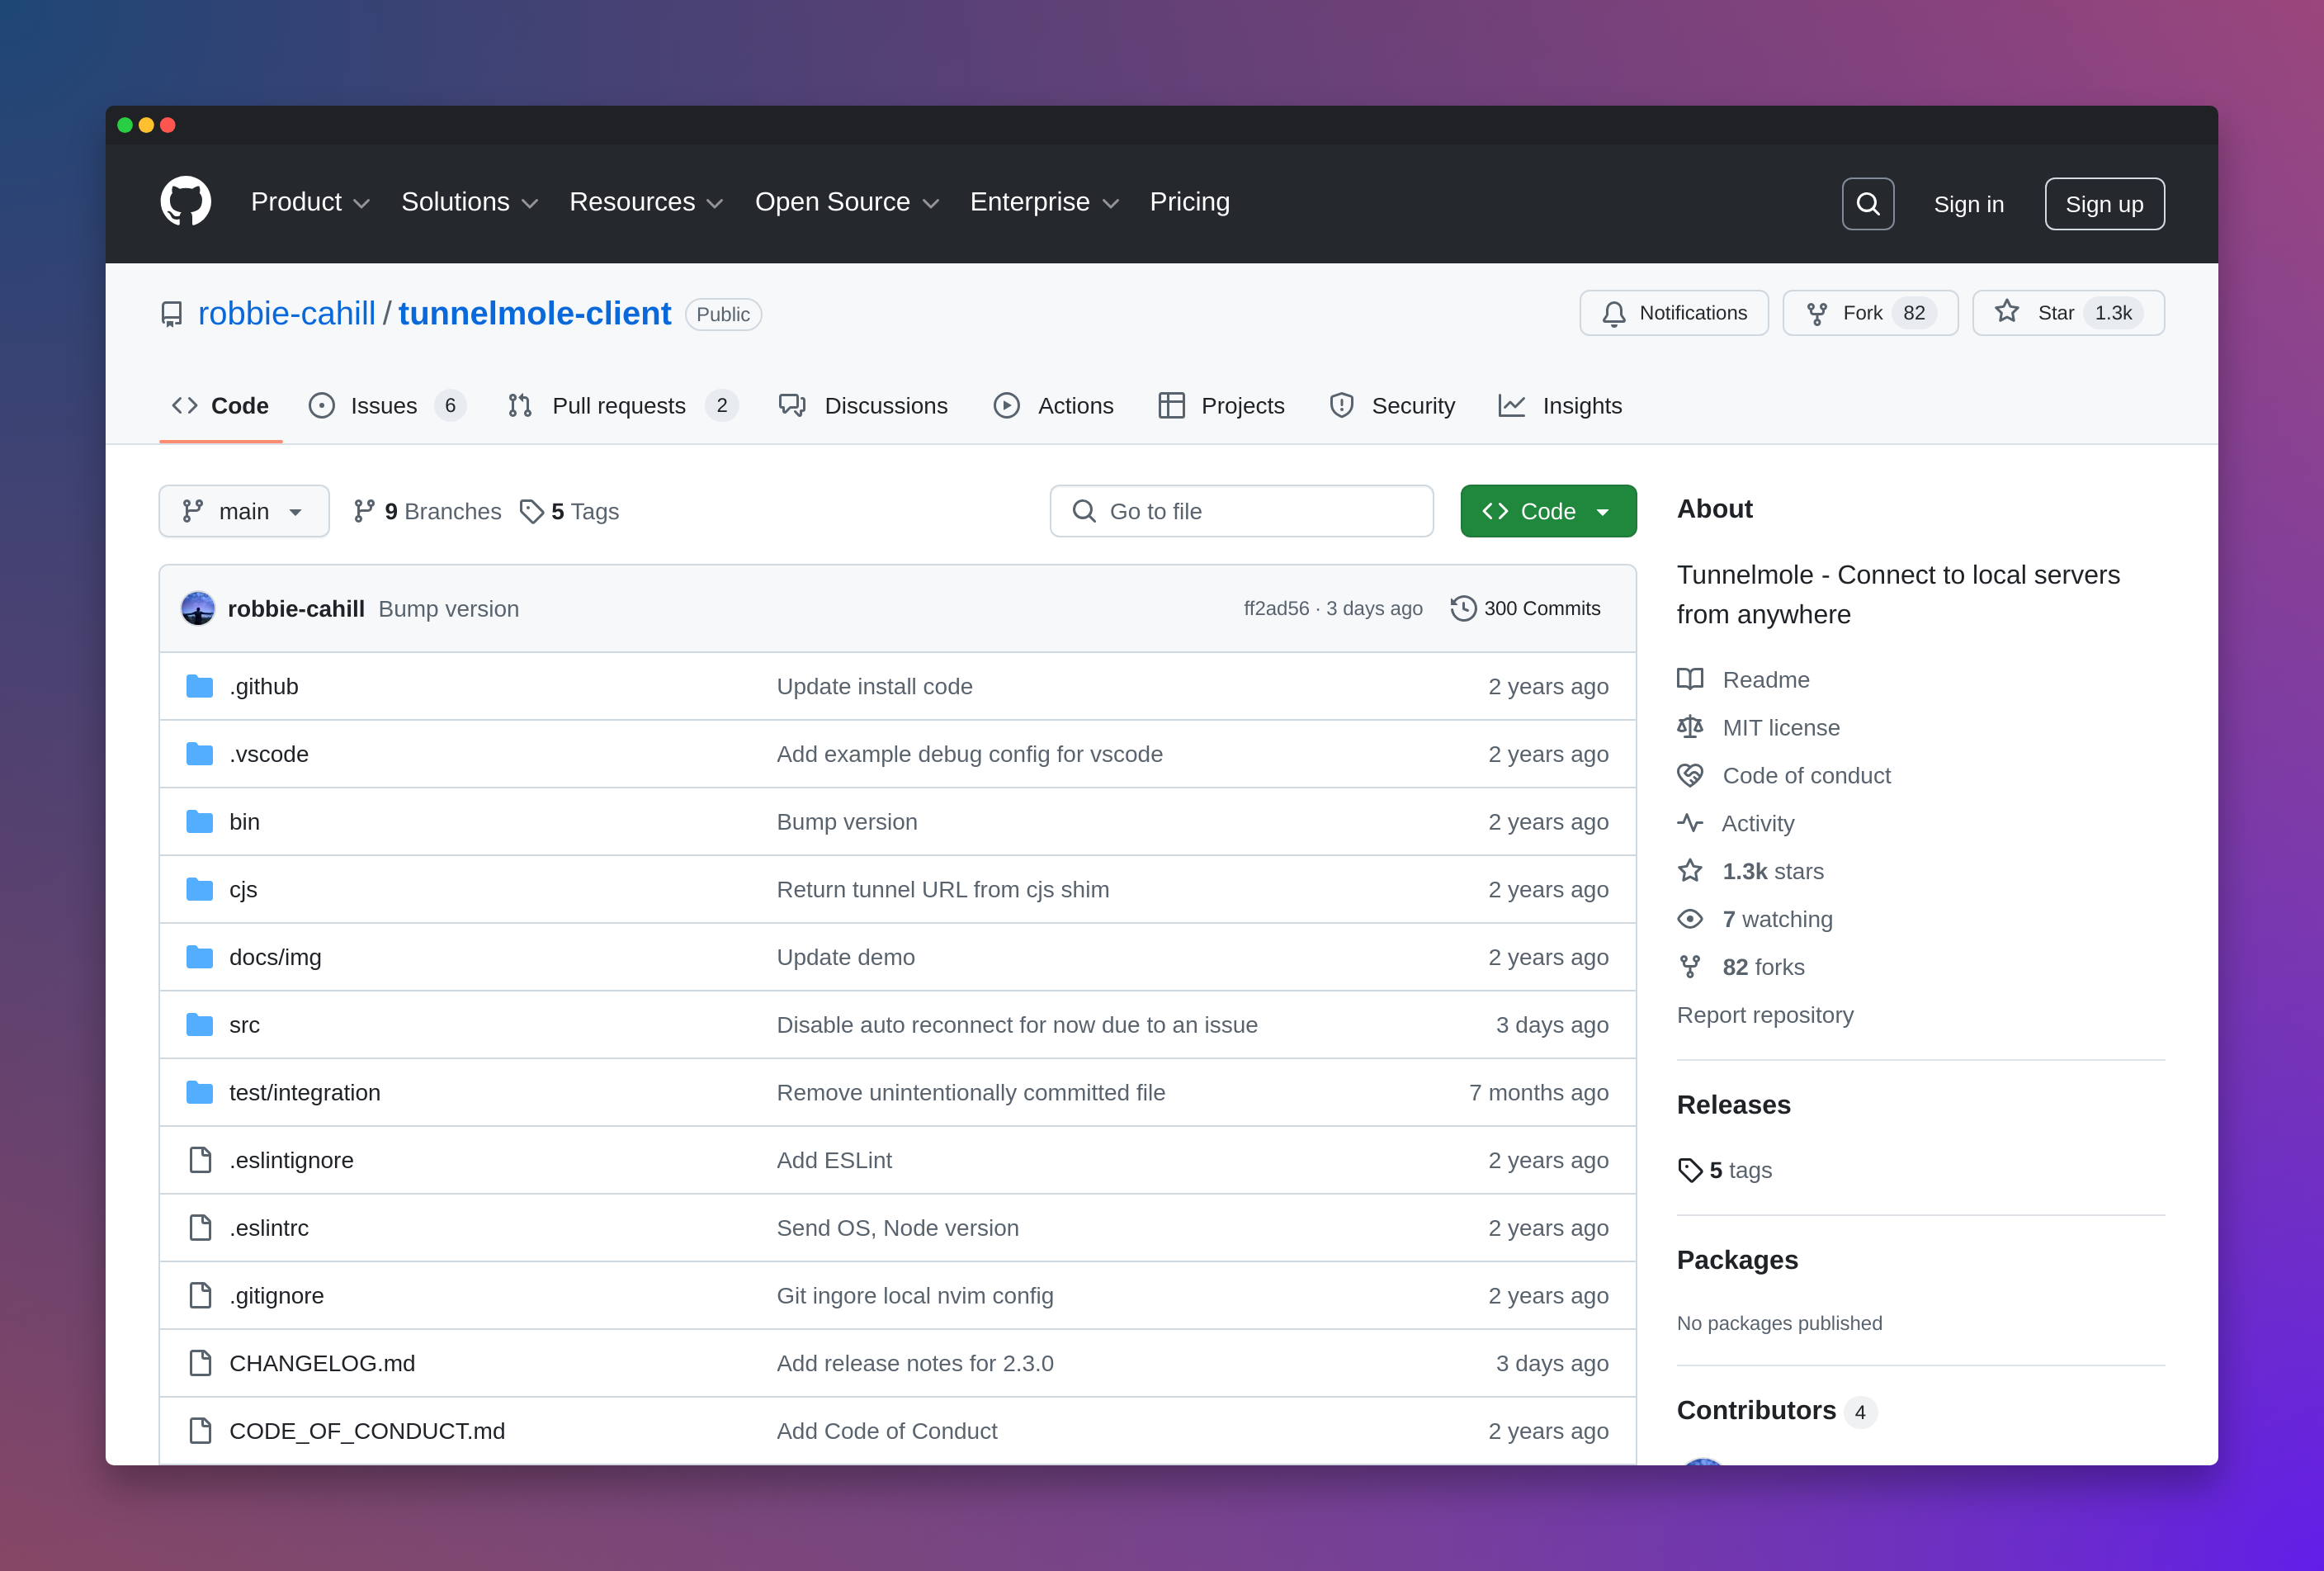 Product Solutions Resources Open Source Enterprise Pricing Sign in Sign up
robbie-cahill / tunnelmole-client Public Notifications Fork 82 Star 1.3k
Code Issues 6 Pull requests 2 Discussions Actions Projects Security Insights
main 9 Branches 5 Tags Go to file Code
robbie-cahill Bump version ff2ad56 · 3 days ago 300 Commits
.github Update install code 2 years ago
.vscode Add example debug config for vscode 2 years ago
bin Bump version 2 years ago
cjs Return tunnel URL from cjs shim 2 years ago
docs/img Update demo 2 years ago
src Disable auto reconnect for now due to an issue 3 days ago
test/integration Remove unintentionally committed file 7 months ago
.eslintignore Add ESLint 2 years ago
.eslintrc Send OS, Node version 2 years ago
.gitignore Git ingore local nvim config 2 years ago
CHANGELOG.md Add release notes for 2.3.0 3 days ago
CODE_OF_CONDUCT.md Add Code of Conduct 2 years ago
About
Tunnelmole - Connect to local servers
from anywhere
Readme
MIT license
Code of conduct
Activity
1.3k stars
7 watching
82 forks
Report repository
Releases
5 tags
Packages
No packages published
Contributors 4